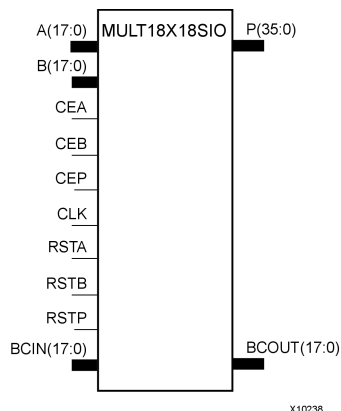 A(17:0) MULT18X18SIO P(35:0)
B(17:0)
CEA
CEB
CEP
CLK
RSTA
RSTB
RSTP
BCIN(17:0) BCOUT(17:0)
X10238